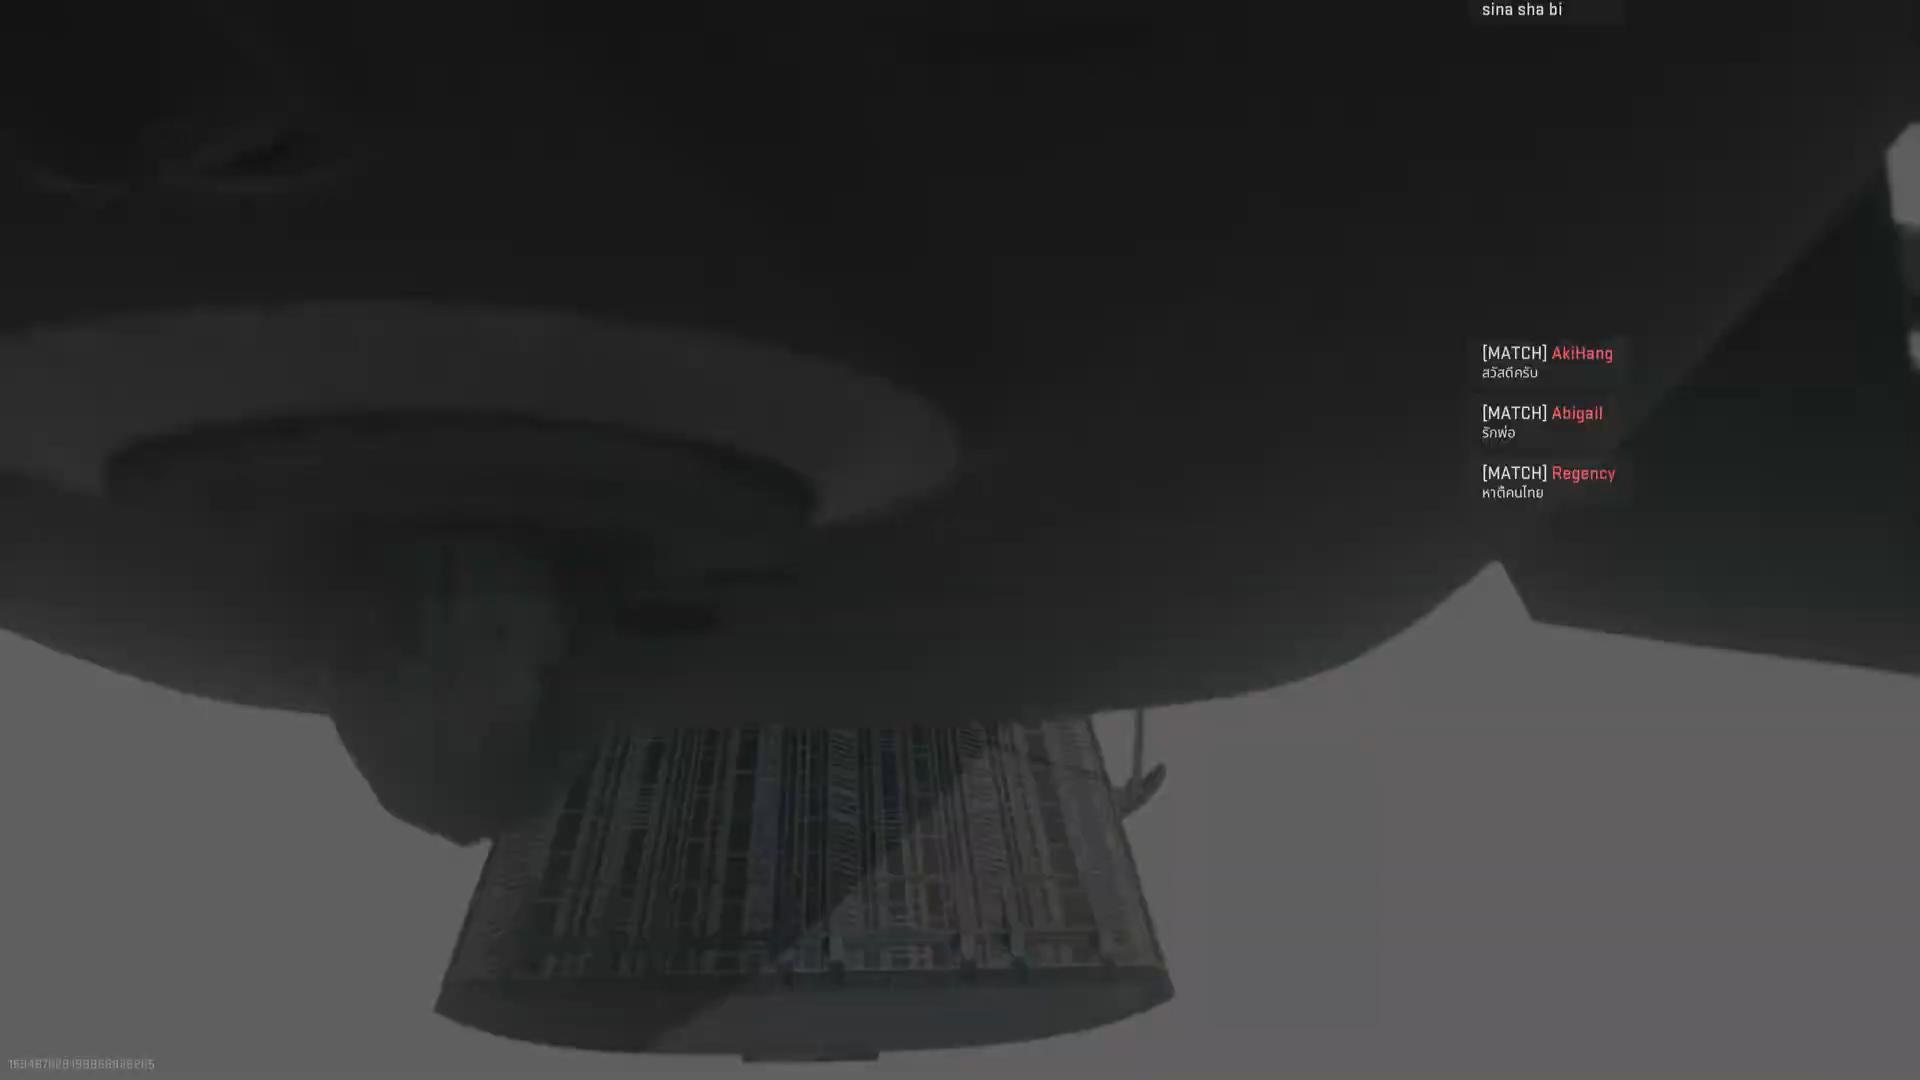 sina sha bi
[MATCH] AkiHang
สวัสดีครับ
[MATCH] Abigail
รักพ่อ
[MATCH] Regency
หาตี้คนไทย